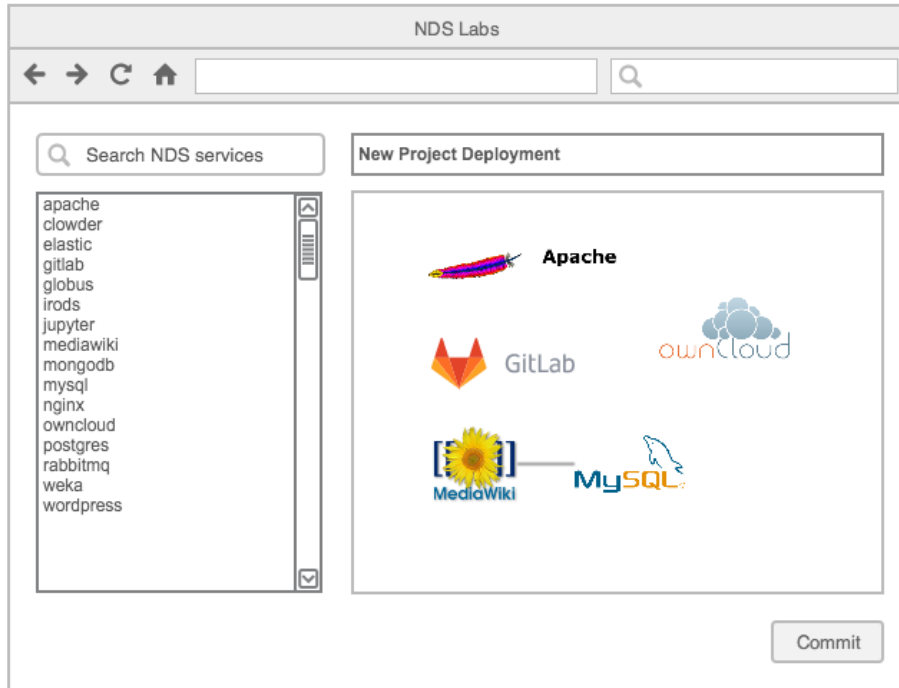 NDS Labs
Search NDS services
New Project Deployment
apache
clowder
elastic
gitlab
globus
irods
jupyter
mediawiki
mongodb
mysql
nginx
owncloud
postgres
rabbitmq
weka
wordpress
Apache
ownCloud
GitLab
[[ ]]
MediaWiki
MySQL
Commit